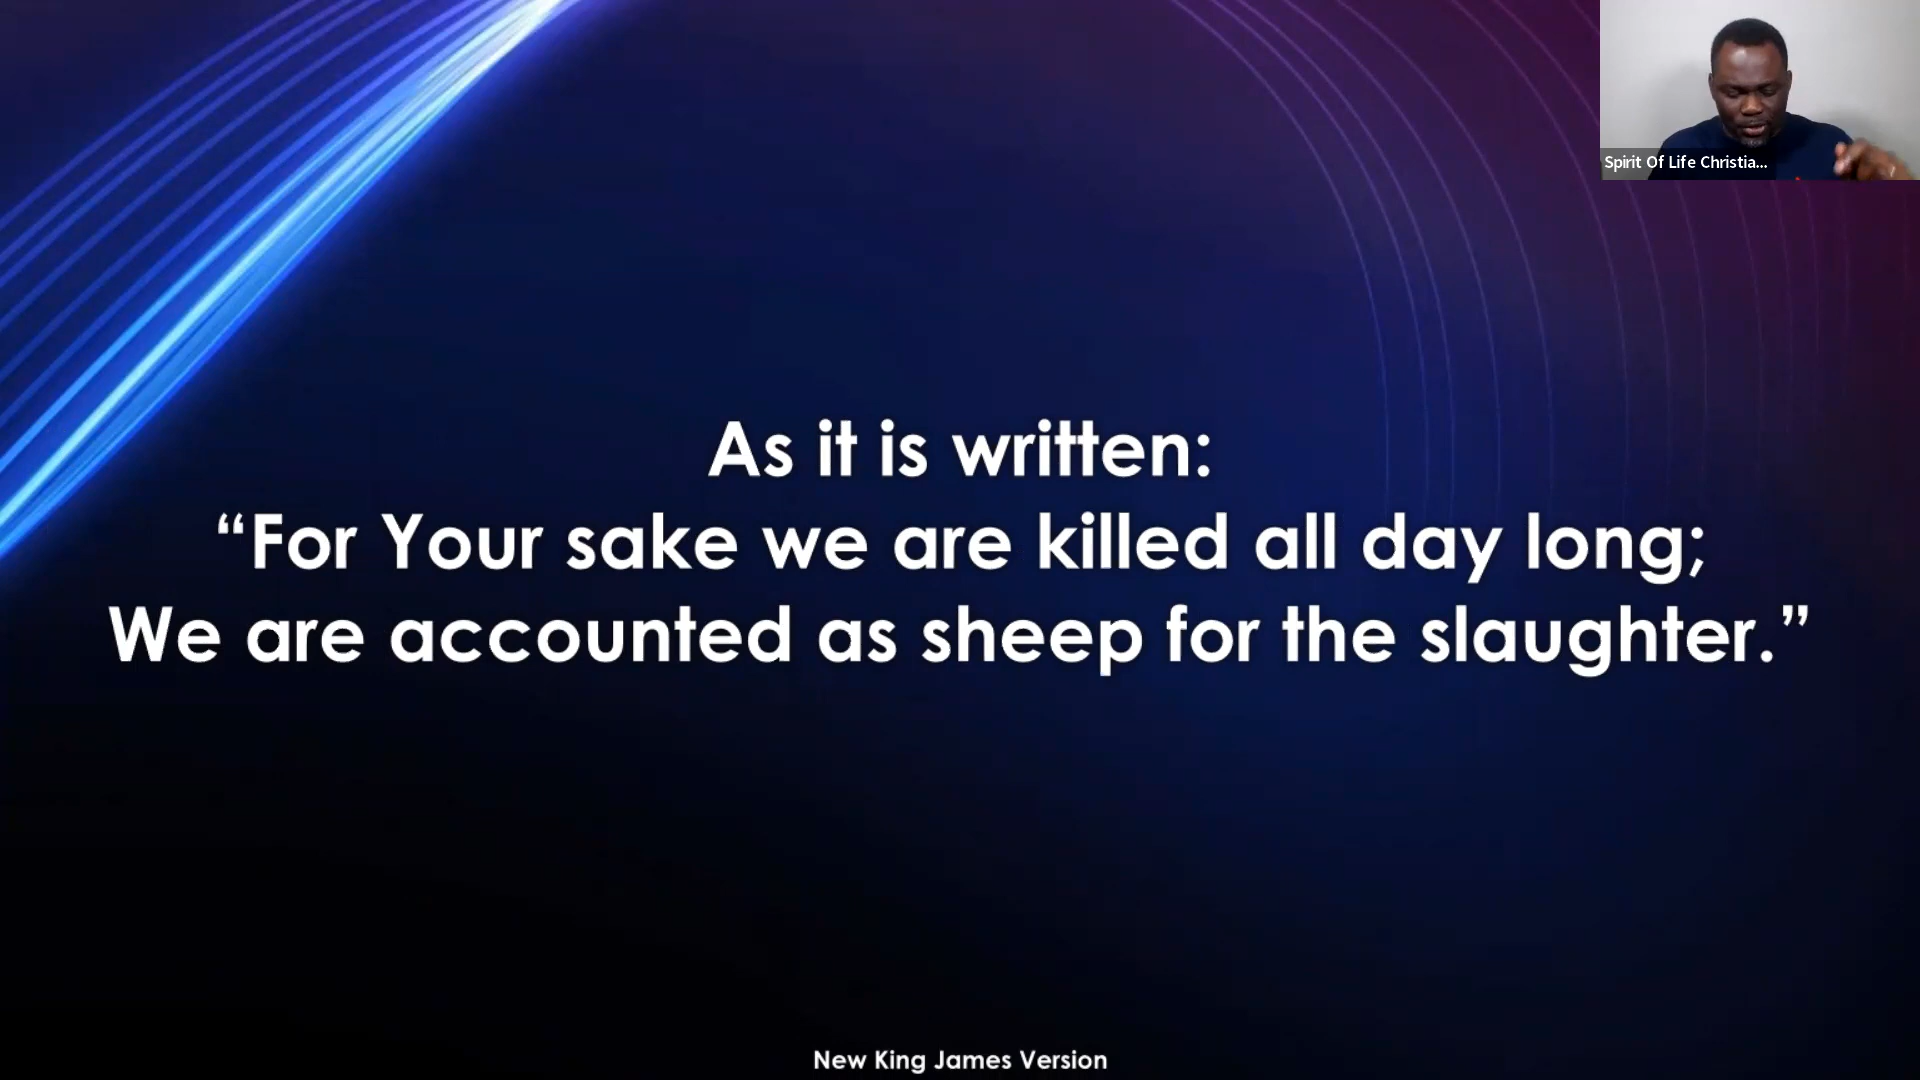 Spirit Of Life Christia...
As it is written:
“For Your sake we are killed all day long;
We are accounted as sheep for the slaughter.”
New King James Version